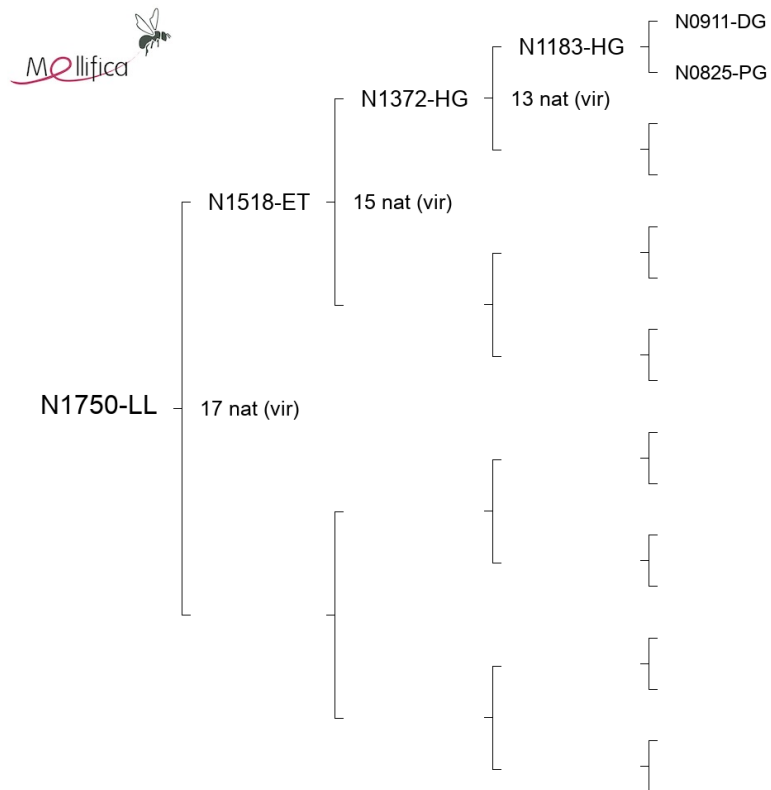 Mellifica
N0911-DG
N1183-HG
N0825-PG
N1372-HG
13 nat (vir)
N1518-ET
15 nat (vir)
N1750-LL
17 nat (vir)